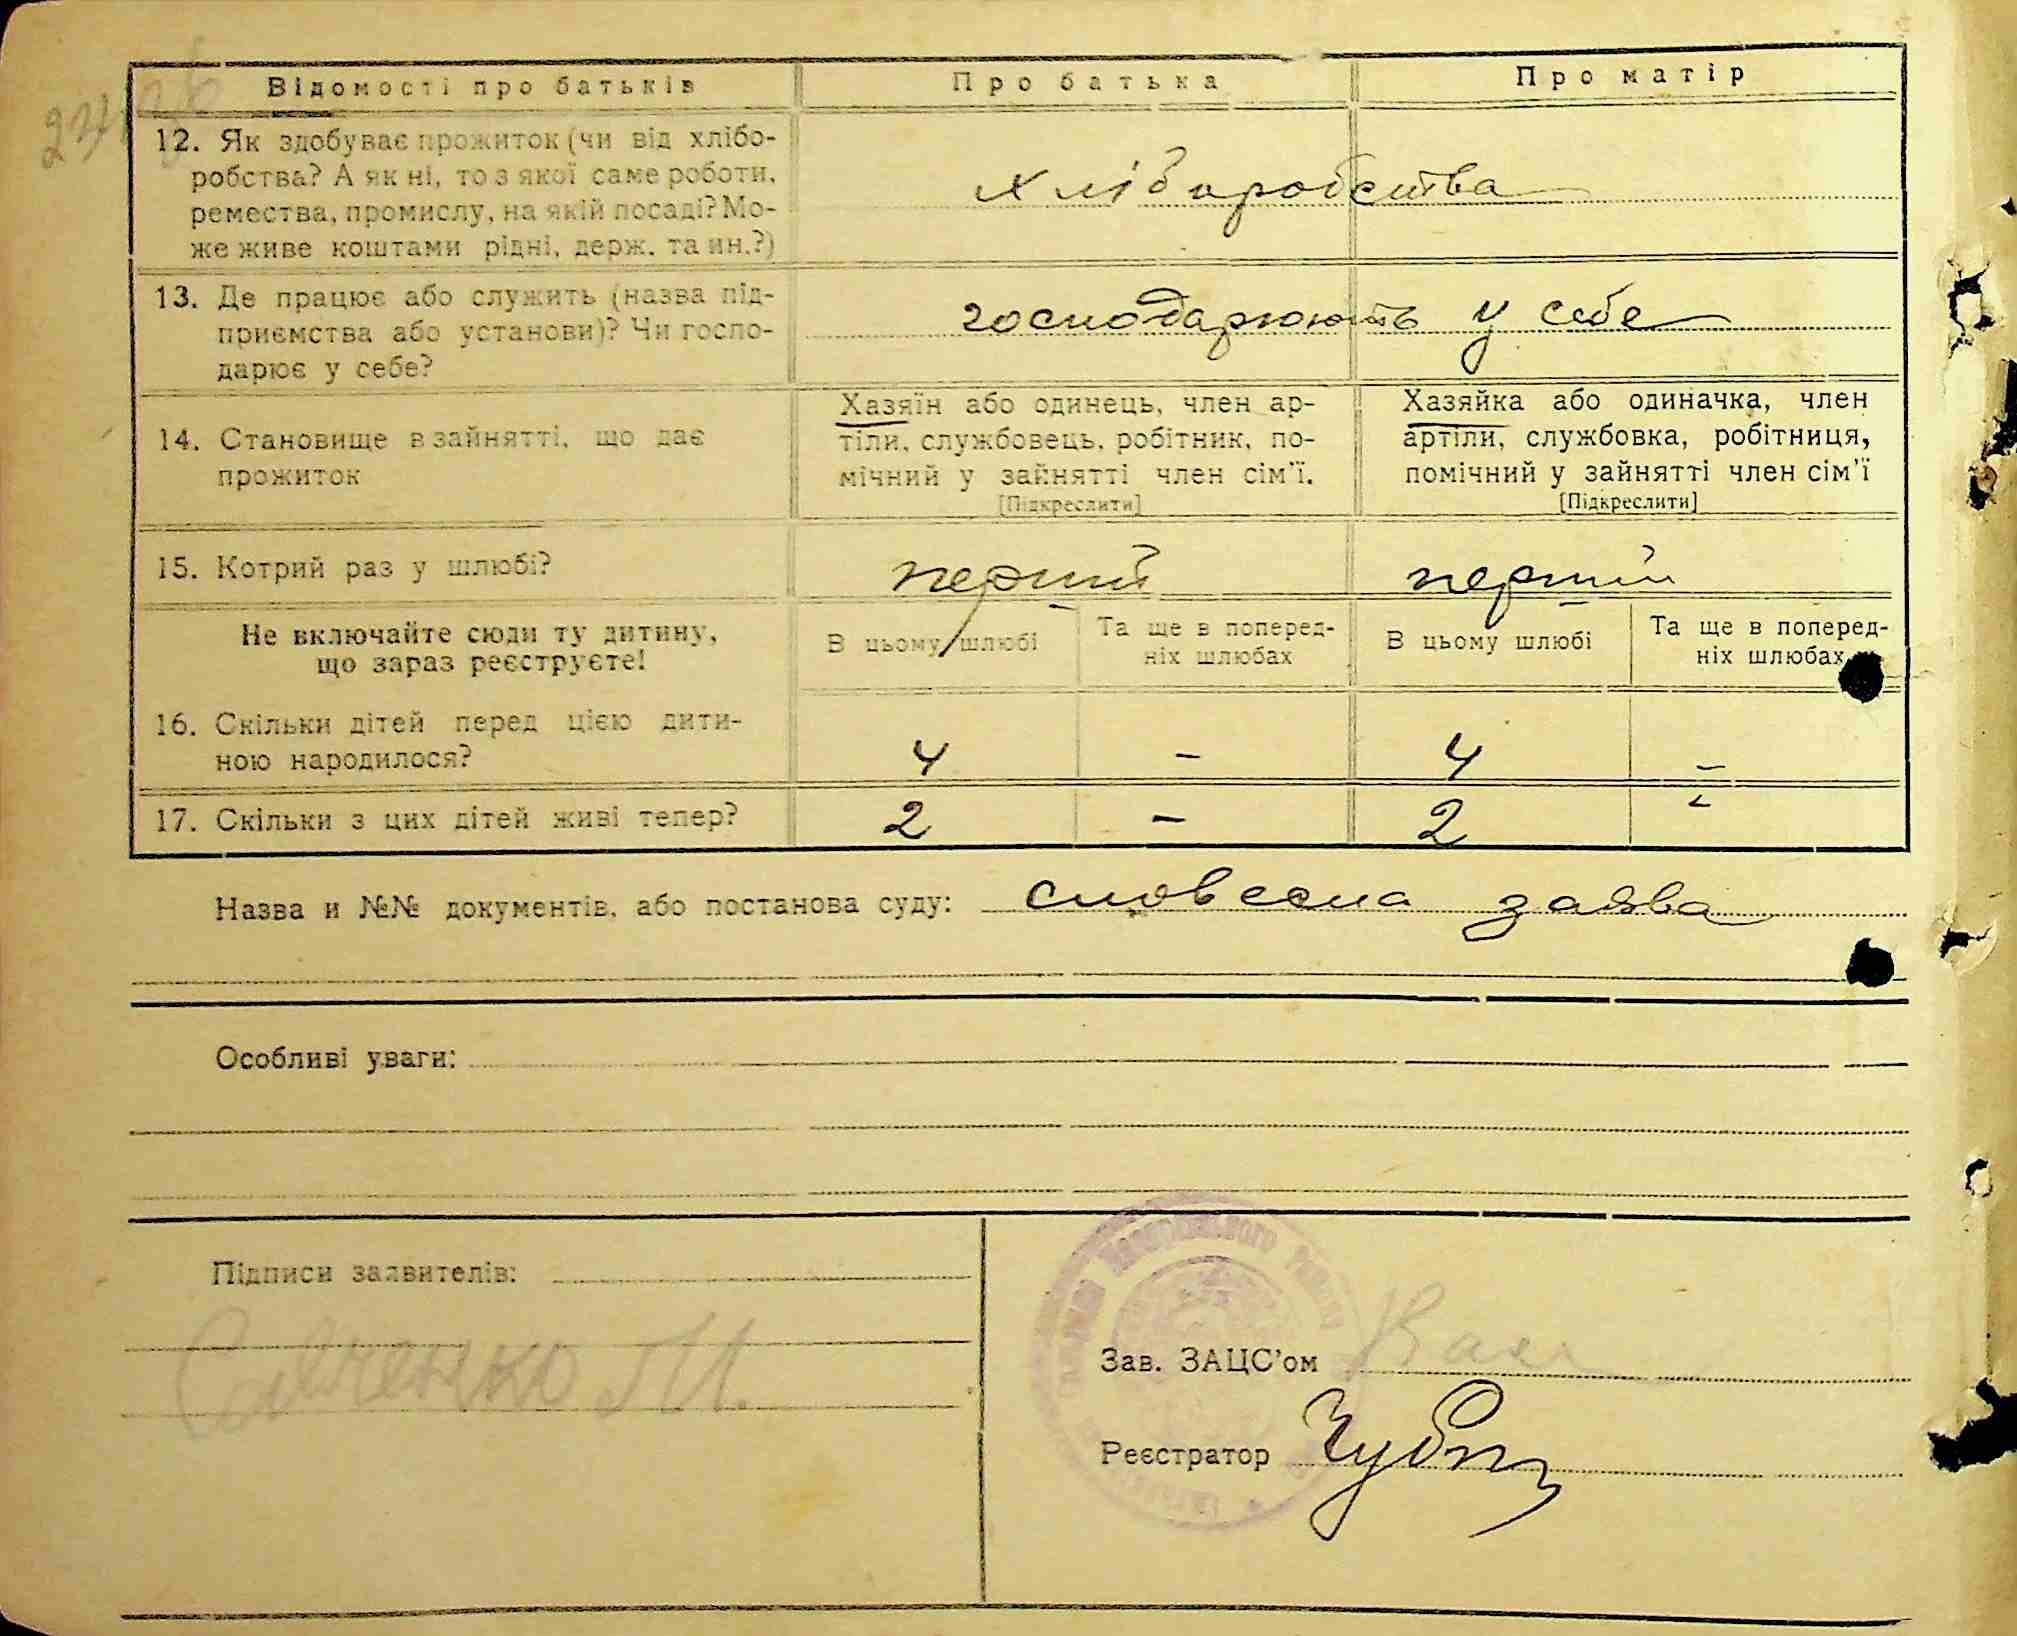 Відомості про батьків
Про батька
Про матір
12. Як здобуває прожиток (чи від хлібо-
робства? А як ні, то з якої саме роботи,
ремества, промислу, на якій посаді? Мо-
же живе коштами рідні, держ. та ин.?)
хліборобства
13. Де працює або служить (назва під-
приємства або установи)? Чи госпо-
дарює у себе?
господарюють у себе
14. Становище в зайнятті, що дає
прожиток
Хазяїн або одинець, член ар-
тіли, службовець, робітник, по-
мічний у зайнятті член сім'ї.
[Підкреслити]
Хазяйка або одиначка, член
артіли, службовка, робітниця,
помічний у зайнятті член сім'ї
[Підкреслити]
15. Котрий раз у шлюбі?
перший
перший
Не включайте сюди ту дитину,
що зараз реєструєте!
В цьому шлюбі
Та ще в поперед-
ніх шлюбах
В цьому шлюбі
Та ще в поперед-
ніх шлюбах
16. Скільки дітей перед цією дити-
ною народилося?
4 – 4 –
17. Скільки з цих дітей живі тепер?
2 – 2 –
Назва и №№ документів, або постанова суду: словесна заява
Особливі уваги:
Підписи заявителів:
Савченко М.
Зав. ЗАЦС'ом
Реєстратор